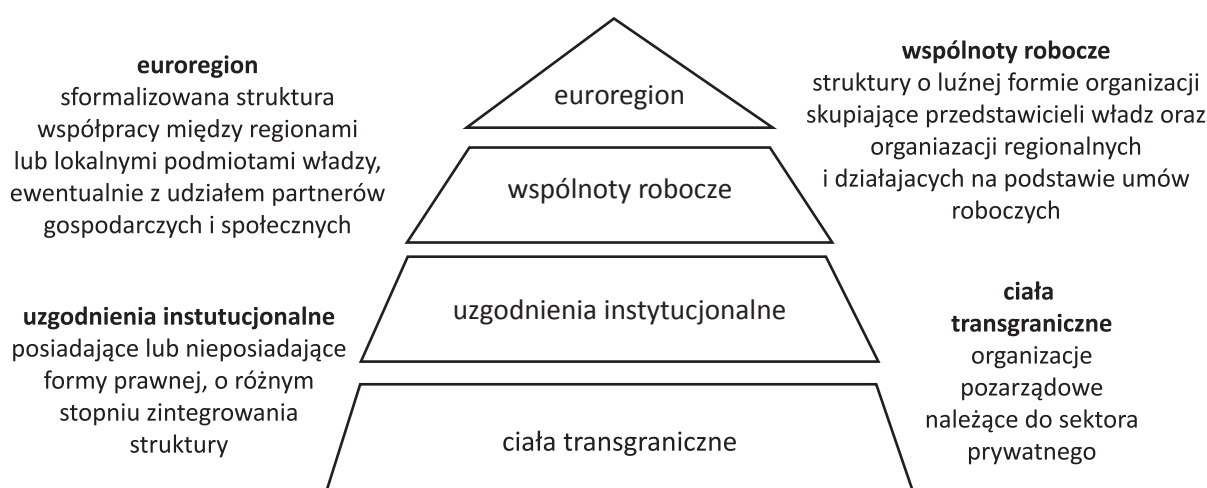 euroregion
sformalizowana struktura
współpracy między regionami
lub lokalnymi podmiotami władzy,
ewentualnie z udziałem partnerów
gospodarczych i społecznych
uzgodnienia instutucjonalne
posiadające lub nieposiadające
formy prawnej, o różnym
stopniu zintegrowania
struktury
euroregion
wspólnoty robocze
uzgodnienia instytucjonalne
ciała transgraniczne
wspólnoty robocze
struktury o luźnej formie organizacji
skupiające przedstawicieli władz oraz
organiazacji regionalnych
i działajacych na podstawie umów
roboczych
ciała
transgraniczne
organizacje
pozarządowe
należące do sektora
prywatnego